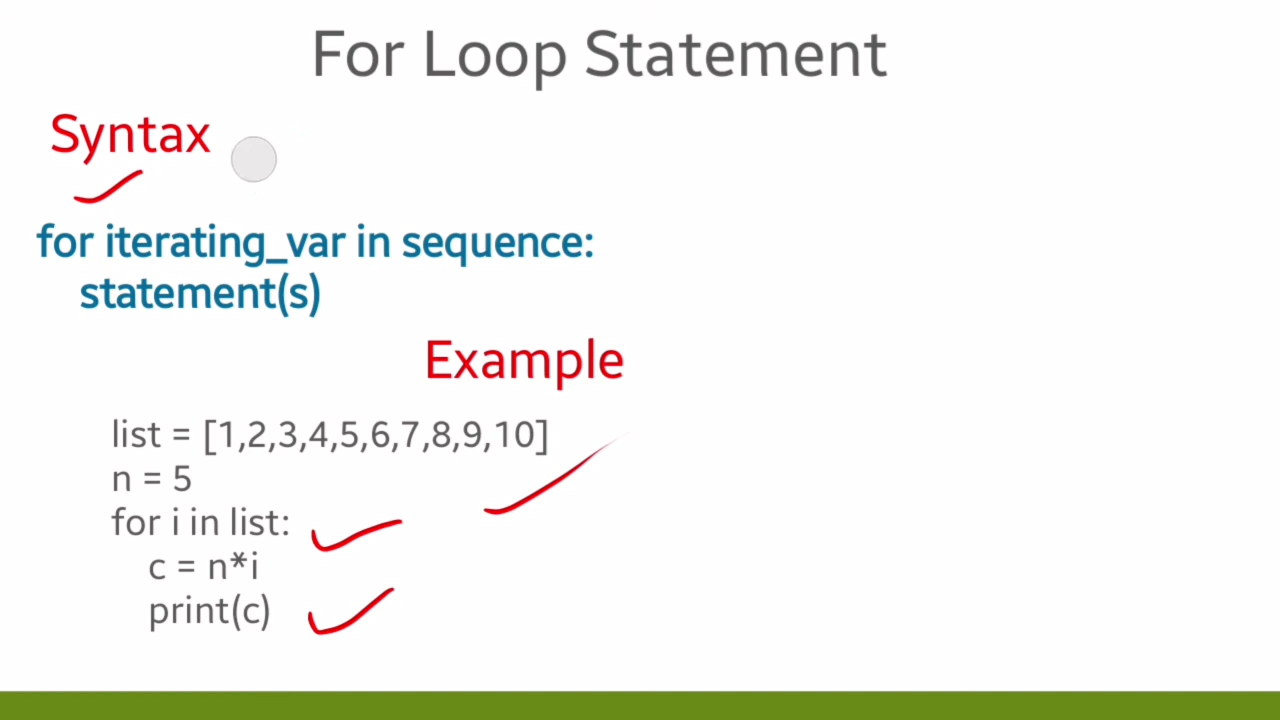 For Loop Statement
Syntax
for iterating_var in sequence:
statement(s)
Example
list = [1,2,3,4,5,6,7,8,9,10]
n = 5
for i in list:
c = n*i
print(c)